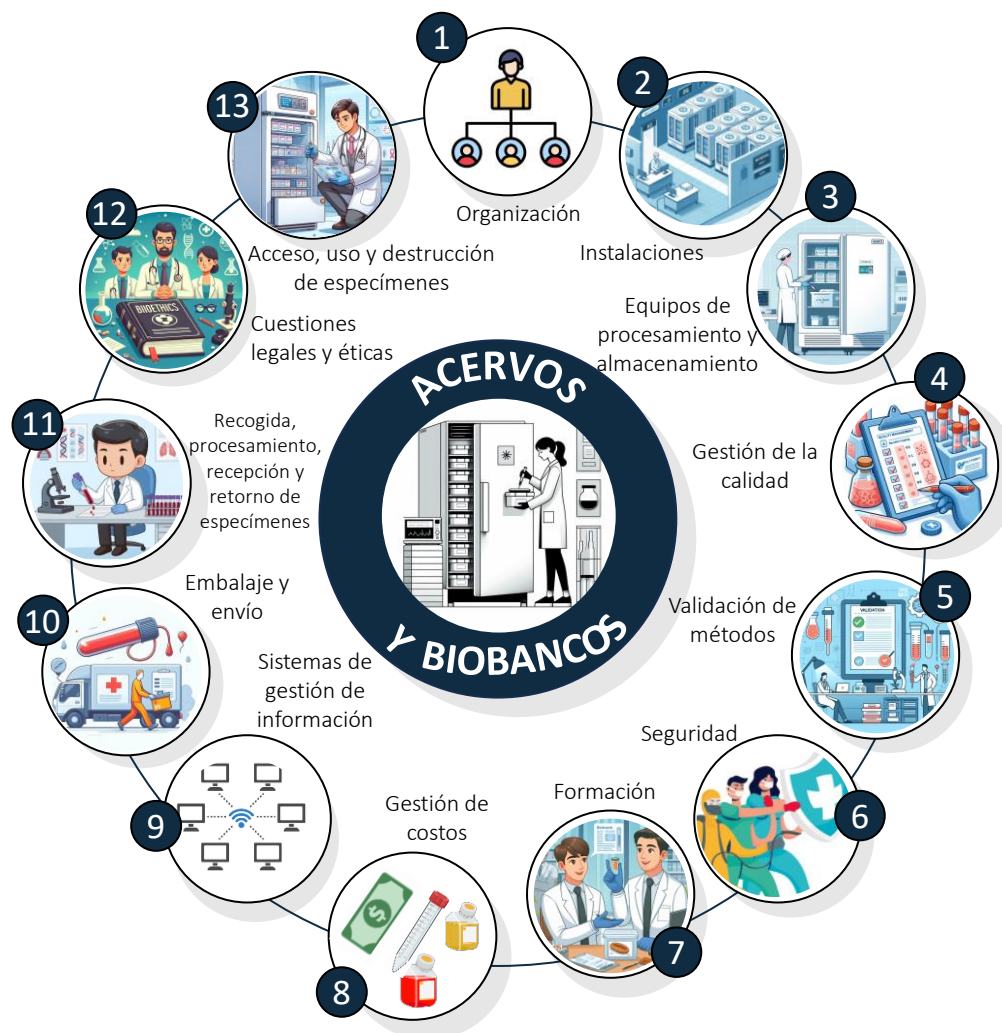 1
Organización
2
Instalaciones
3
Equipos de
procesamiento y
almacenamiento
4
Gestión de la
calidad
QUALITY MANAGEMENT
5
Validación de
métodos
VALIDATION
6
Seguridad
7
Formación
8
Gestión de
costos
9
Sistemas de
gestión de
información
10
Embalaje y
envío
11
Recogida,
procesamiento,
recepción y
retorno de
especímenes
12
Cuestiones
legales y éticas
13
Acceso, uso y destrucción
de especímenes
ACERVOS
Y BIOBANCOS